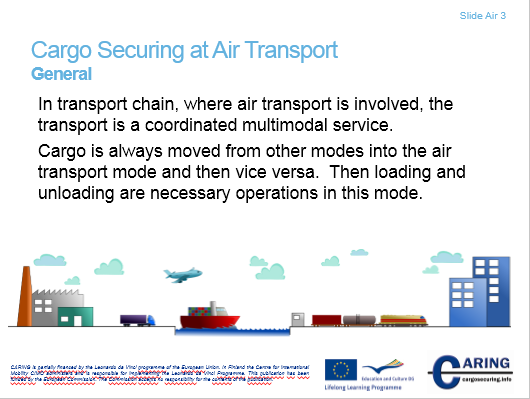 Slide Air 3
Cargo Securing at Air Transport
General
In transport chain, where air transport is involved, the
transport is a coordinated multimodal service.
Cargo is always moved from other modes into the air
transport mode and then vice versa. Then loading and
unloading are necessary operations in this mode.
CARING is partially financed by the Leonardo da Vinci programme of the European Union. In Finland the Centre for International
Mobility CIMO administers and is responsible for implementing the Leonardo da Vinci Programme. This publication has been
funded by the European Commission. The Commission accepts no responsibility for the contents of the publication.
Education and Culture DG
Lifelong Learning Programme
CARING
cargosecuring.info